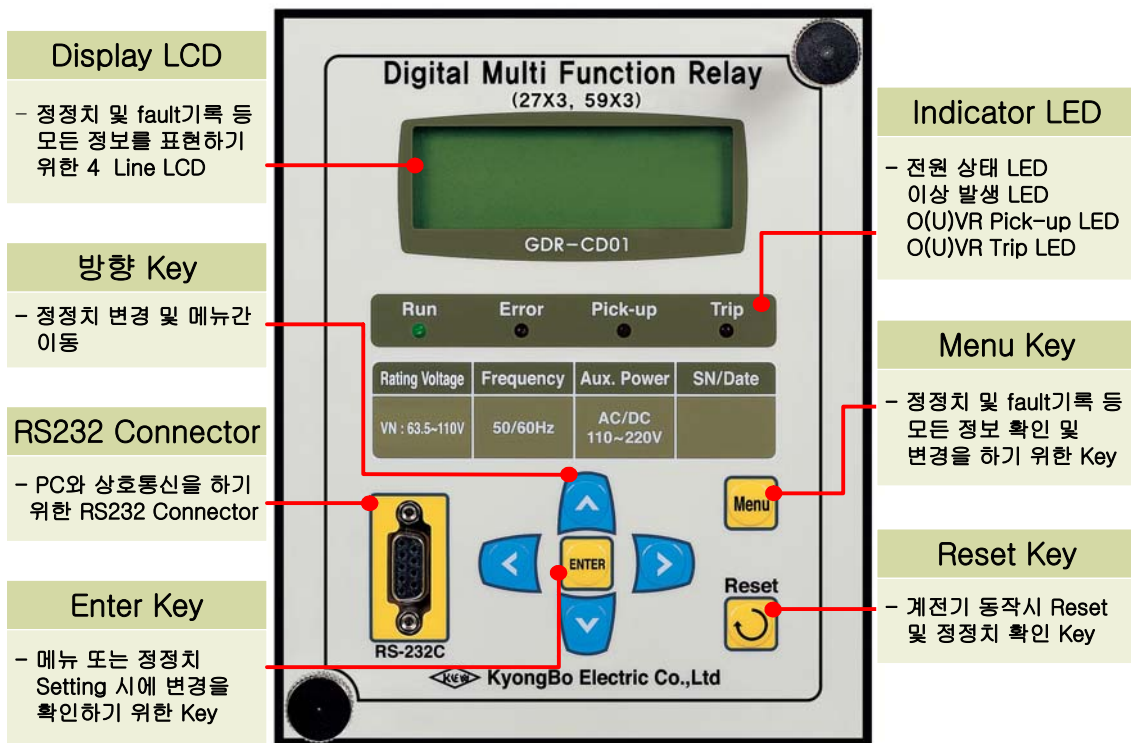 Display LCD
- 정정치 및 fault기록 등
모든 정보를 표현하기
위한 4 Line LCD
방향 Key
- 정정치 변경 및 메뉴간
이동
RS232 Connector
- PC와 상호통신을 하기
위한 RS232 Connector
Enter Key
- 메뉴 또는 정정치
Setting 시에 변경을
확인하기 위한 Key
Digital Multi Function Relay
(27X3, 59X3)
GDR-CD01
Run Error Pick-up Trip
Rating Voltage Frequency Aux. Power SN/Date
VN : 63.5~110V 50/60Hz AC/DC
110~220V
Menu
ENTER
Reset
RS-232C
KyongBo Electric Co.,Ltd
Indicator LED
- 전원 상태 LED
이상 발생 LED
O(U)VR Pick-up LED
O(U)VR Trip LED
Menu Key
- 정정치 및 fault기록 등
모든 정보 확인 및
변경을 하기 위한 Key
Reset Key
- 계전기 동작시 Reset
및 정정치 확인 Key